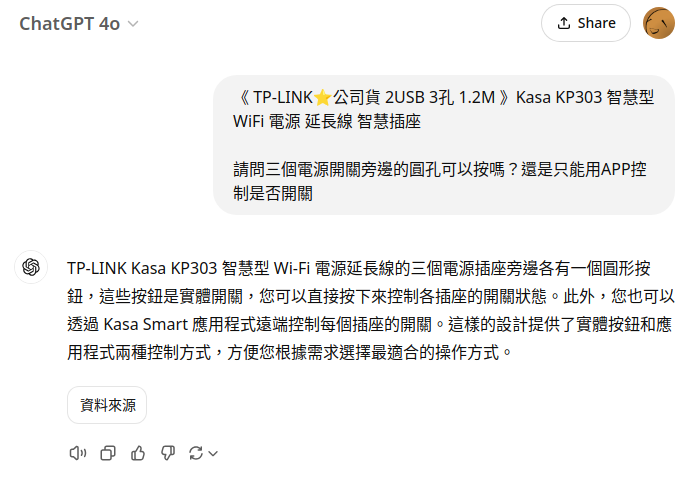 ChatGPT 4o
Share
《 TP-LINK⭐公司貨 2USB 3孔 1.2M 》Kasa KP303 智慧型
WiFi 電源 延長線 智慧插座
請問三個電源開關旁邊的圓孔可以按嗎？還是只能用APP控
制是否開關
TP-LINK Kasa KP303 智慧型 Wi-Fi 電源延長線的三個電源插座旁邊各有一個圓形按
鈕，這些按鈕是實體開關，您可以直接按下來控制各插座的開關狀態。此外，您也可以
透過 Kasa Smart 應用程式遠端控制每個插座的開關。這樣的設計提供了實體按鈕和應
用程式兩種控制方式，方便您根據需求選擇最適合的操作方式。
資料來源